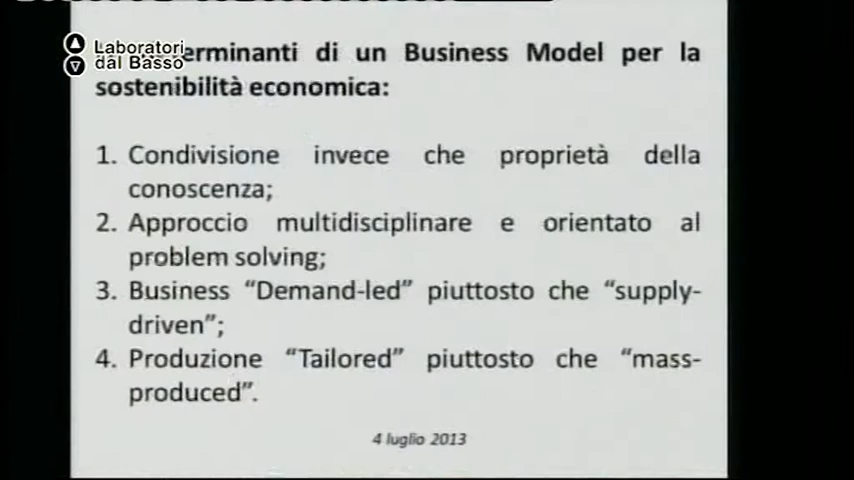 Laboratori
dal Basso
erminanti di un Business Model per la
sostenibilità economica:
1. Condivisione invece che proprietà della
conoscenza;
2. Approccio multidisciplinare e orientato al
problem solving;
3. Business “Demand-led” piuttosto che “supply-
driven”;
4. Produzione “Tailored” piuttosto che “mass-
produced”.
4 luglio 2013